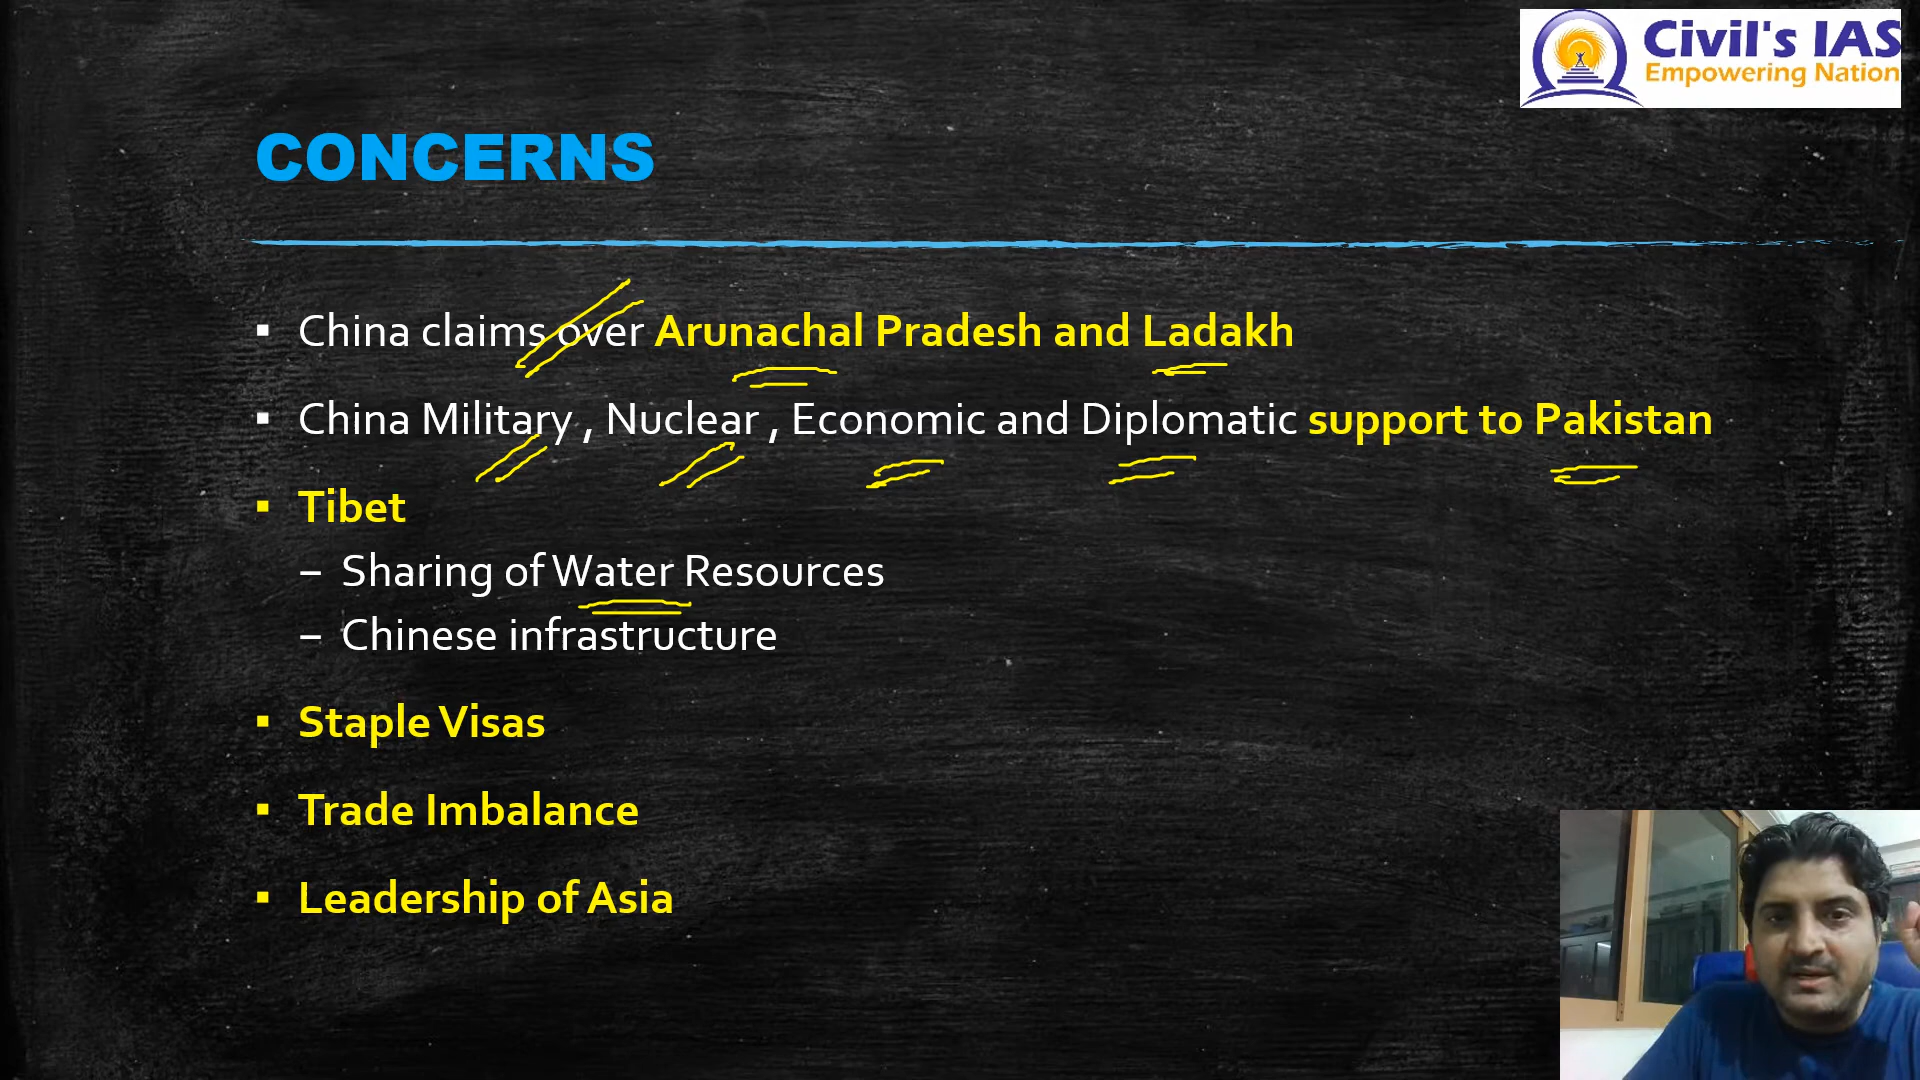 Civil's IAS
Empowering Nation
CONCERNS
▪ China claims over Arunachal Pradesh and Ladakh
▪ China Military , Nuclear , Economic and Diplomatic support to Pakistan
▪ Tibet
– Sharing of Water Resources
– Chinese infrastructure
▪ Staple Visas
▪ Trade Imbalance
▪ Leadership of Asia